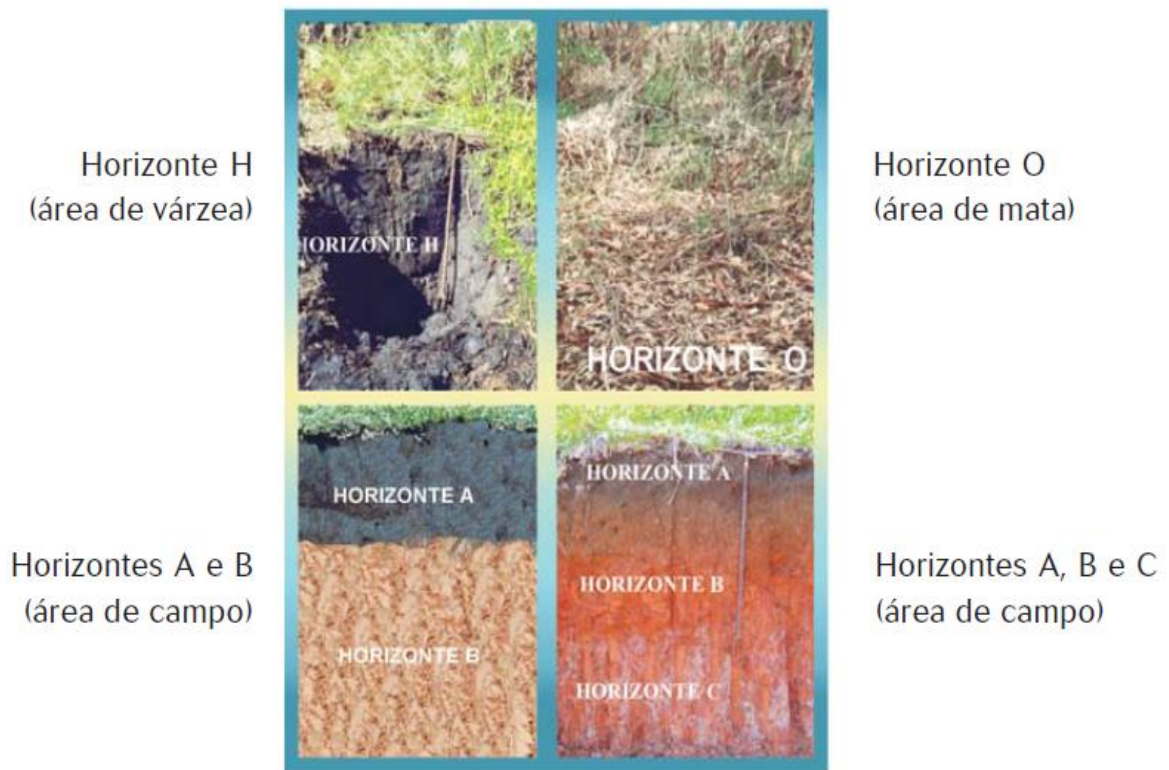 Horizonte H
(área de várzea)
HORIZONTE H
HORIZONTE O
Horizonte O
(área de mata)
Horizontes A e B
(área de campo)
HORIZONTE A
HORIZONTE B
HORIZONTE A
HORIZONTE B
HORIZONTE C
Horizontes A, B e C
(área de campo)